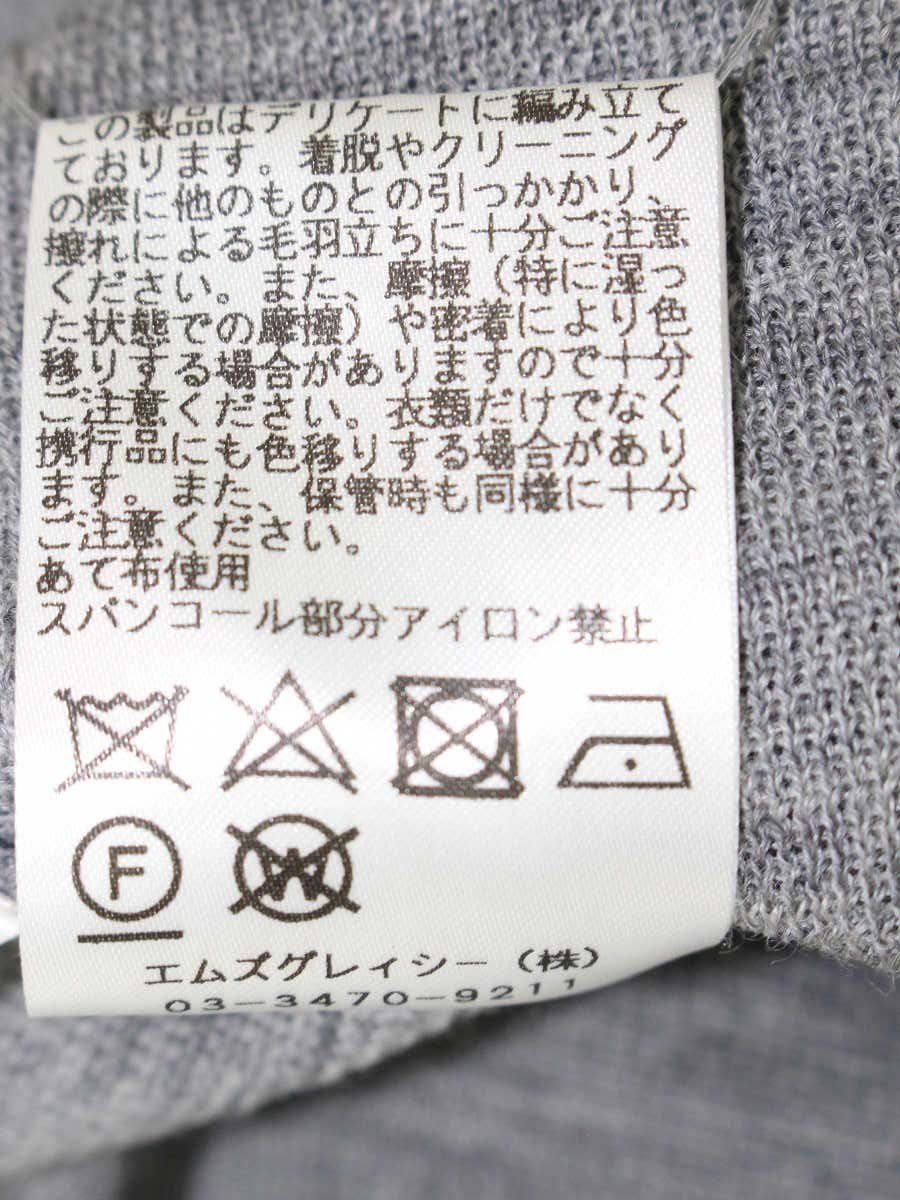 この製品はデリケートに編み立て
ております。着脱やクリーニング
の際に他のものとの引っかかり、
擦れによる毛羽立ちに十分ご注意
ください。また、摩擦(特に湿っ
た状態での摩擦)や密着により色
移りする場合がありますので十分
ご注意ください。衣類だけでなく
携行品にも色移りする場合があり
ます。また、保管時も同様に十分
ご注意ください。
あて布使用
スパンコール部分アイロン禁止
F
W
エムズグレイシー(株)
03-3470-9211